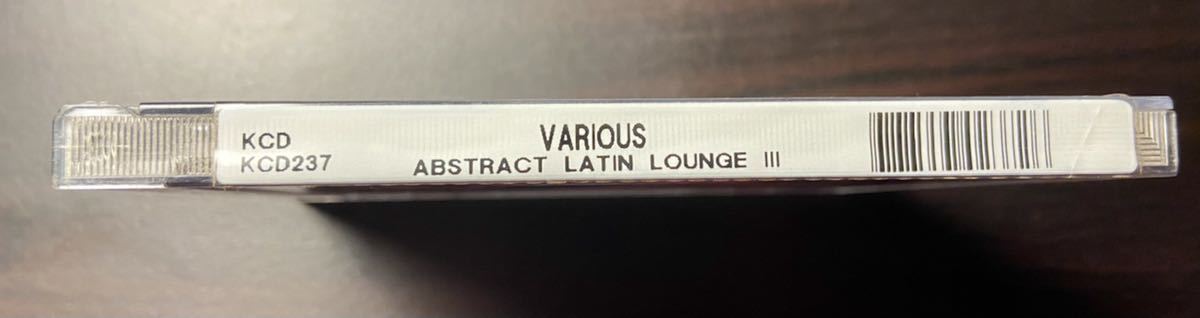 KCD
KCD237
VARIOUS
ABSTRACT LATIN LOUNGE III